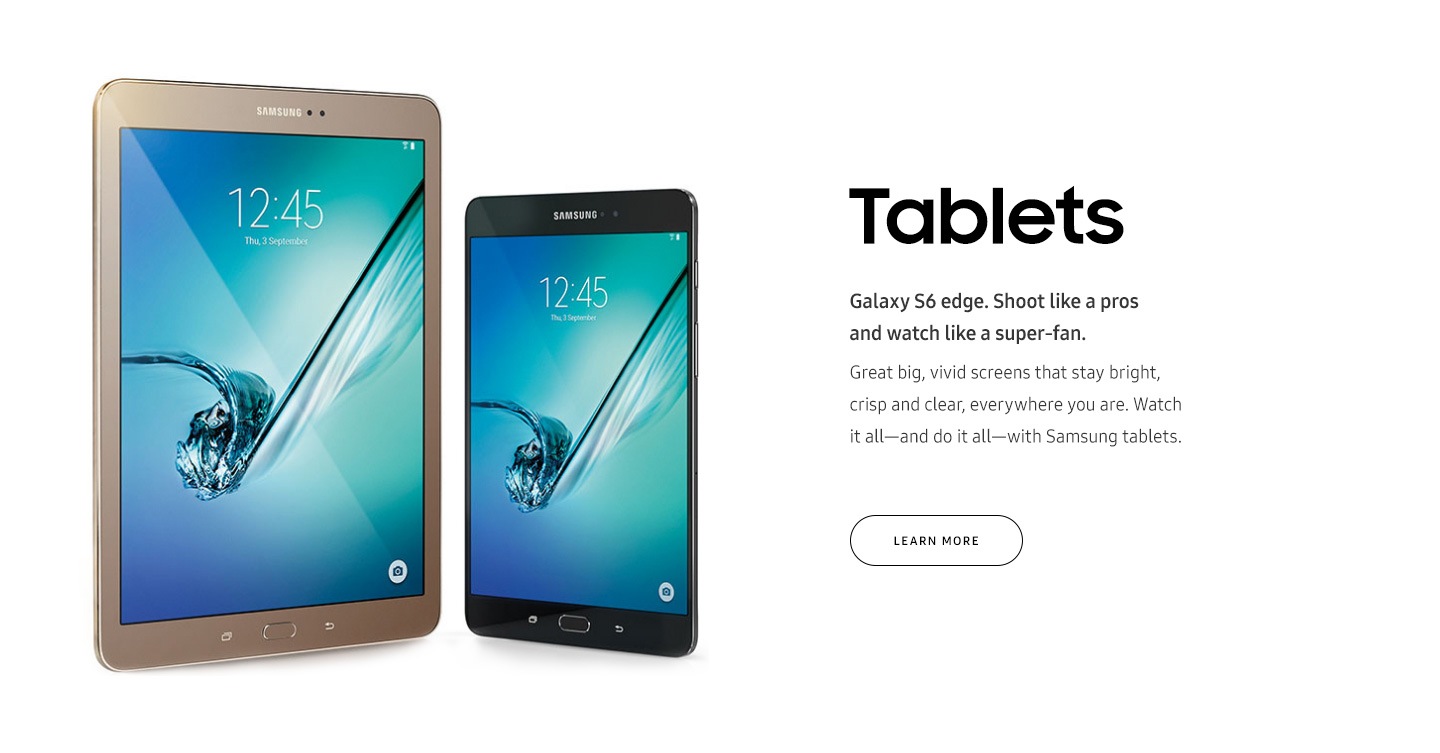 SAMSUNG
12:45
Thu, 3 September
SAMSUNG
12:45
Thu, 3 September
Tablets
Galaxy S6 edge. Shoot like a pros
and watch like a super-fan.
Great big, vivid screens that stay bright,
crisp and clear, everywhere you are. Watch
it all—and do it all—with Samsung tablets.
LEARN MORE